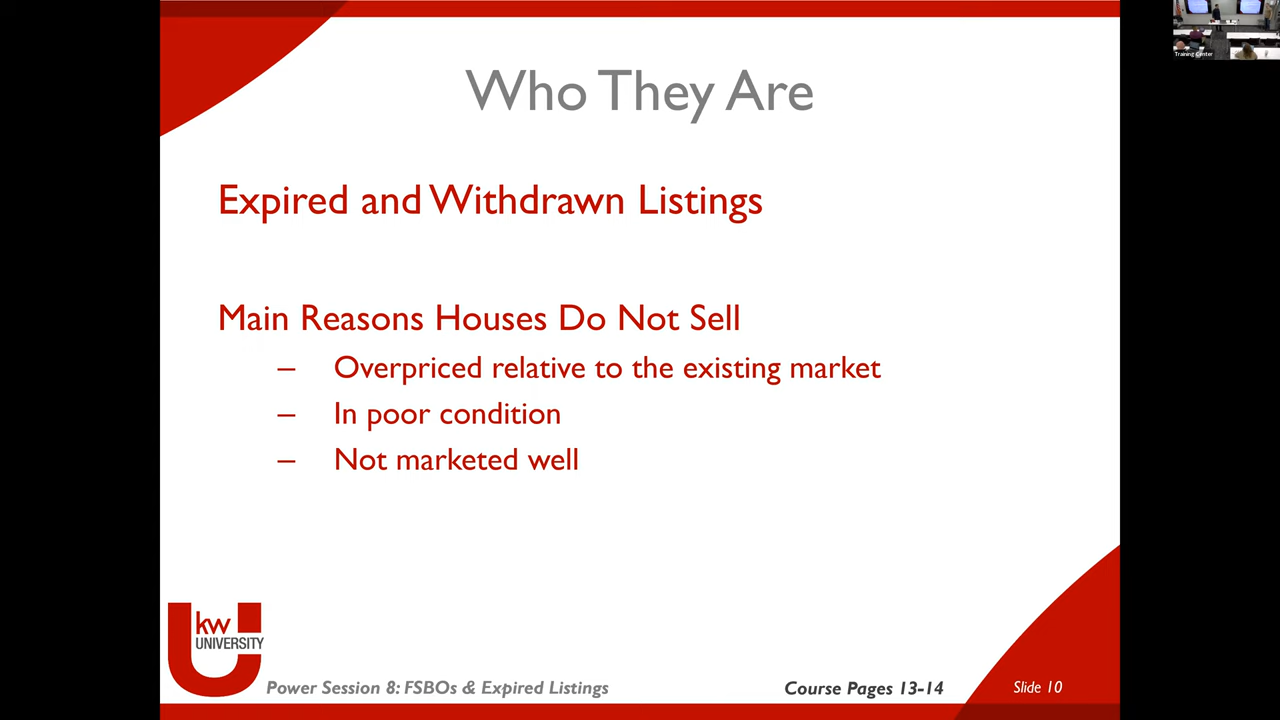 Training Center
Who They Are
Expired and Withdrawn Listings
Main Reasons Houses Do Not Sell
– Overpriced relative to the existing market
– In poor condition
– Not marketed well
kw
UNIVERSITY
Power Session 8: FSBOs & Expired Listings
Course Pages 13-14
Slide 10